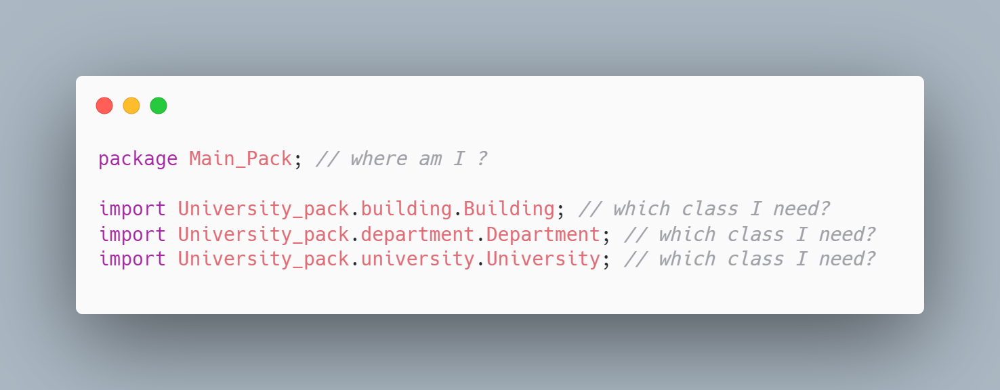 package Main_Pack; // where am I ?
import University_pack.building.Building; // which class I need?
import University_pack.department.Department; // which class I need?
import University_pack.university.University; // which class I need?